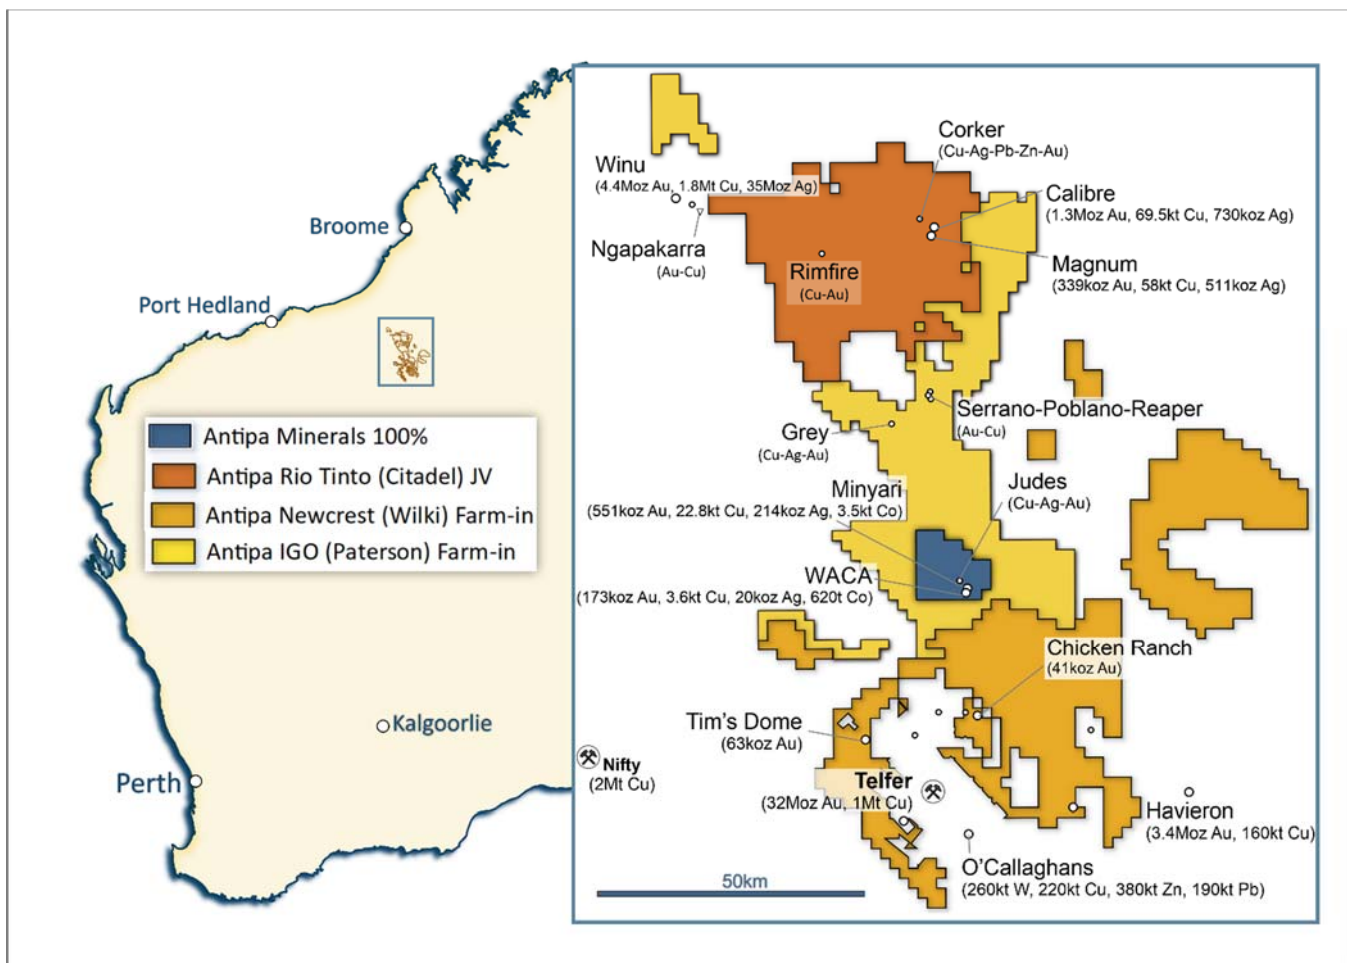 Broome
Port Hedland
Antipa Minerals 100%
Antipa Rio Tinto (Citadel) JV
Antipa Newcrest (Wilki) Farm-in
Antipa IGO (Paterson) Farm-in
Kalgoorlie
Perth
Corker
(Cu-Ag-Pb-Zn-Au)
Winu
(4.4Moz Au, 1.8Mt Cu, 35Moz Ag)
Calibre
(1.3Moz Au, 69.5kt Cu, 730koz Ag)
Ngapakarra
(Au-Cu)
Rimfire
(Cu-Au)
Magnum
(339koz Au, 58kt Cu, 511koz Ag)
Serrano-Poblano-Reaper
(Au-Cu)
Grey
(Cu-Ag-Au)
Judes
(Cu-Ag-Au)
Minyari
(551koz Au, 22.8kt Cu, 214koz Ag, 3.5kt Co)
WACA
(173koz Au, 3.6kt Cu, 20koz Ag, 620t Co)
Chicken Ranch
(41koz Au)
Tim's Dome
(63koz Au)
Nifty
(2Mt Cu)
Telfer
(32Moz Au, 1Mt Cu)
Havieron
(3.4Moz Au, 160kt Cu)
O'Callaghans
(260kt W, 220kt Cu, 380kt Zn, 190kt Pb)
50km